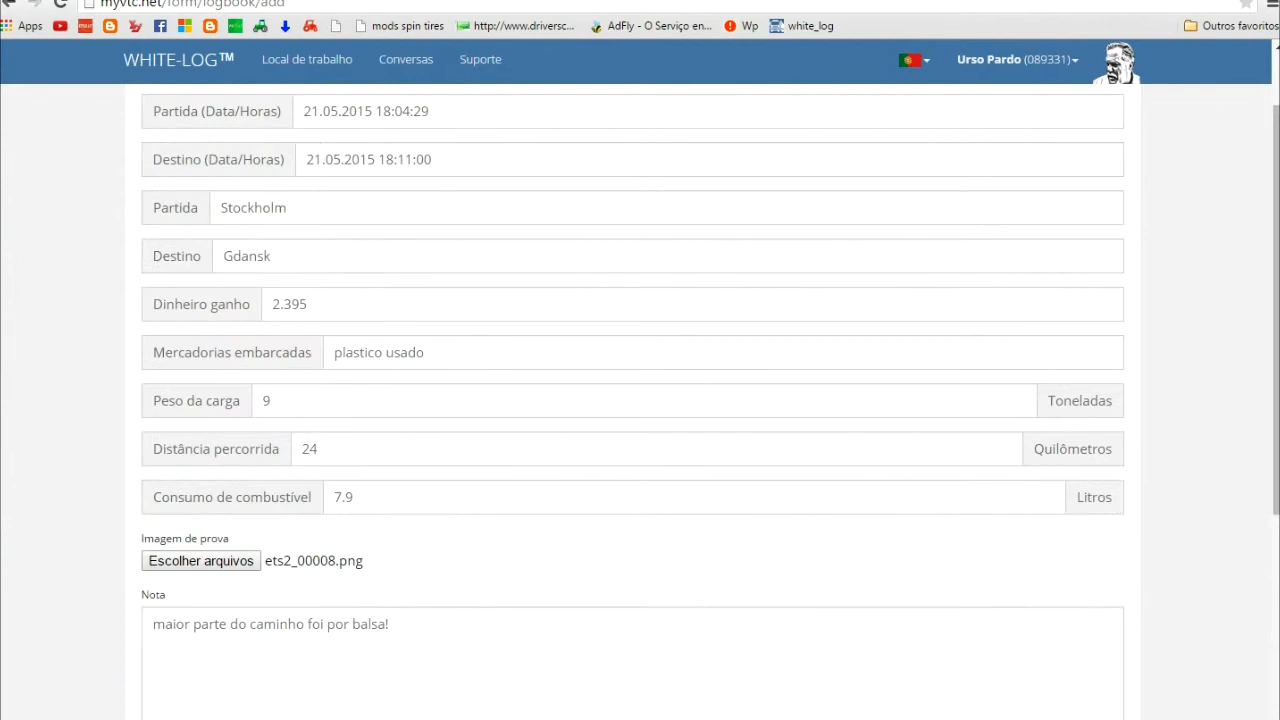 myvtc.net/form/logbook/add
Apps mods spin tires http://www.driversc... AdFly - O Serviço en... Wp white_log Outros favoritos
WHITE-LOG™ Local de trabalho Conversas Suporte Urso Pardo (089331)
Partida (Data/Horas) 21.05.2015 18:04:29
Destino (Data/Horas) 21.05.2015 18:11:00
Partida Stockholm
Destino Gdansk
Dinheiro ganho 2.395
Mercadorias embarcadas plastico usado
Peso da carga 9 Toneladas
Distância percorrida 24 Quilômetros
Consumo de combustível 7.9 Litros
Imagem de prova
Escolher arquivos ets2_00008.png
Nota
maior parte do caminho foi por balsa!